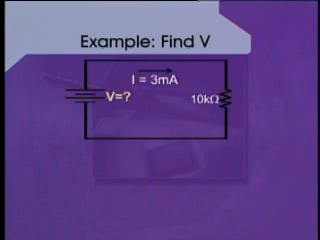 Example: Find V
I = 3mA
V=?
10kΩ